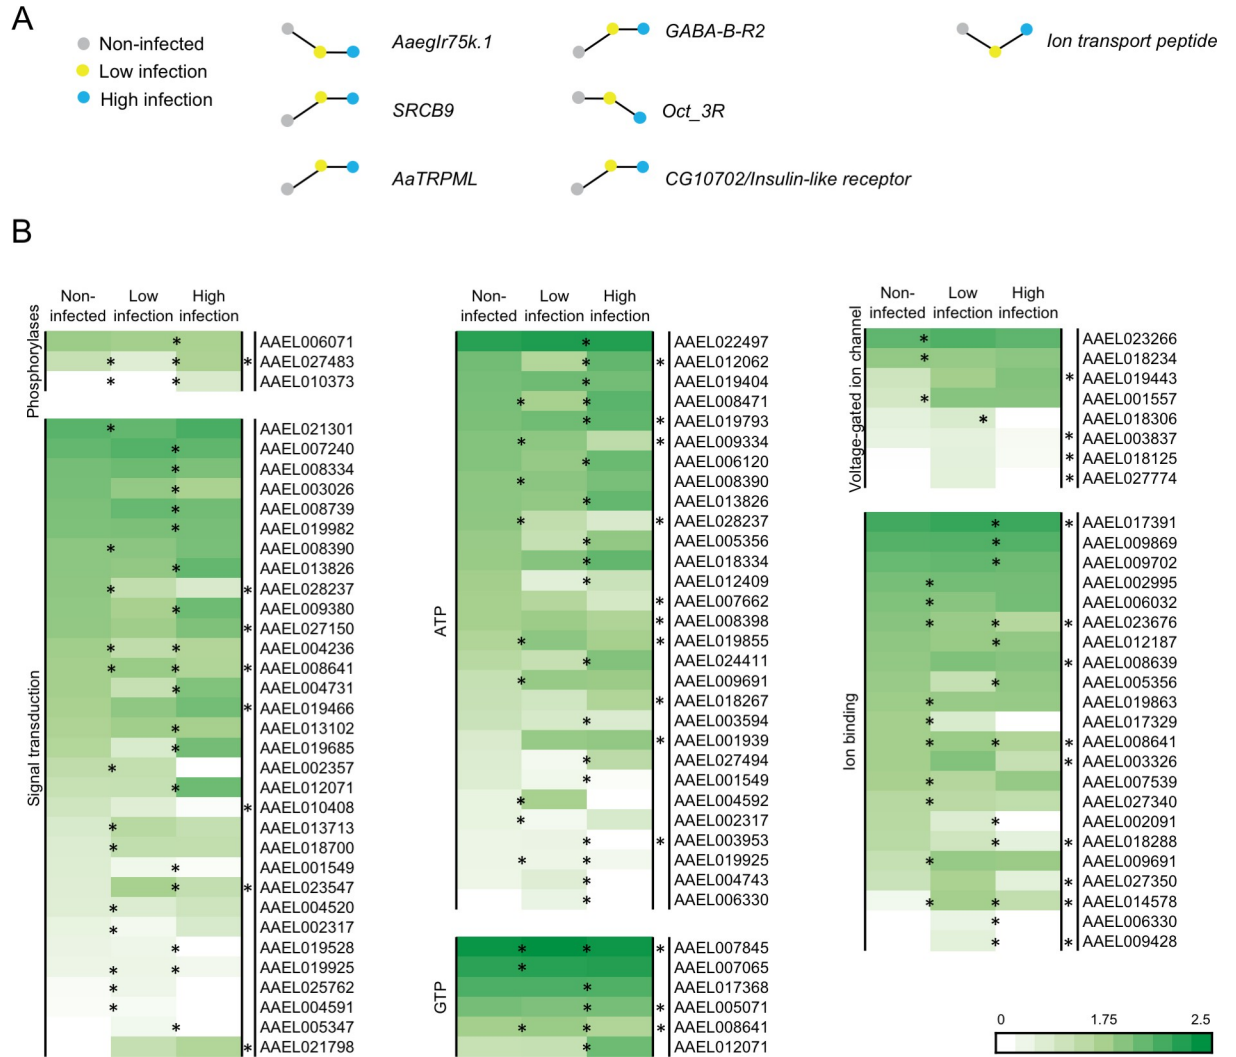 A
Non-infected
Low infection
High infection
AaegIr75k.1
SRCB9
AaTRPML
GABA-B-R2
Oct_3R
CG10702/Insulin-like receptor
Ion transport peptide
B
Non-
infected
Low
infection
High
infection
Phosphorylases
* AAEL006071
* * * AAEL027483
* * AAEL010373
Signal transduction
* AAEL021301
* AAEL007240
* AAEL008334
* AAEL003026
* AAEL008739
* AAEL019982
* AAEL008390
* AAEL013826
* * AAEL028237
* AAEL009380
* AAEL027150
* * AAEL004236
* * * AAEL008641
* AAEL004731
* AAEL019466
* AAEL013102
* AAEL019685
* AAEL002357
* AAEL012071
* AAEL010408
* AAEL013713
* AAEL018700
* AAEL001549
* * AAEL023547
* AAEL004520
* AAEL002317
* AAEL019528
* * AAEL019925
* AAEL025762
* AAEL004591
* AAEL005347
* AAEL021798
Non-
infected
Low
infection
High
infection
ATP
* AAEL022497
* * AAEL012062
* AAEL019404
* * AAEL008471
* * AAEL019793
* * AAEL009334
* AAEL006120
* AAEL008390
* AAEL013826
* * AAEL028237
* AAEL005356
* AAEL018334
* AAEL012409
* AAEL007662
* AAEL008398
* * AAEL019855
* AAEL024411
* AAEL009691
* AAEL018267
* AAEL003594
* AAEL001939
* AAEL027494
* AAEL001549
* AAEL004592
* AAEL002317
* * AAEL003953
* * AAEL019925
* AAEL004743
* AAEL006330
GTP
* * * AAEL007845
* AAEL007065
* AAEL017368
* * AAEL005071
* * * AAEL008641
* AAEL012071
Non-
infected
Low
infection
High
infection
Voltage-gated ion channel
* AAEL023266
* AAEL018234
* AAEL019443
* AAEL001557
* AAEL018306
* AAEL003837
* AAEL018125
* AAEL027774
Ion binding
* * AAEL017391
* AAEL009869
* AAEL009702
* AAEL002995
* AAEL006032
* * * AAEL023676
* AAEL012187
* AAEL008639
* AAEL005356
* AAEL019863
* AAEL017329
* * * AAEL008641
* AAEL003326
* AAEL007539
* AAEL027340
* AAEL002091
* * AAEL018288
* AAEL009691
* AAEL027350
* * * AAEL014578
* AAEL006330
* * AAEL009428
0 1.75 2.5